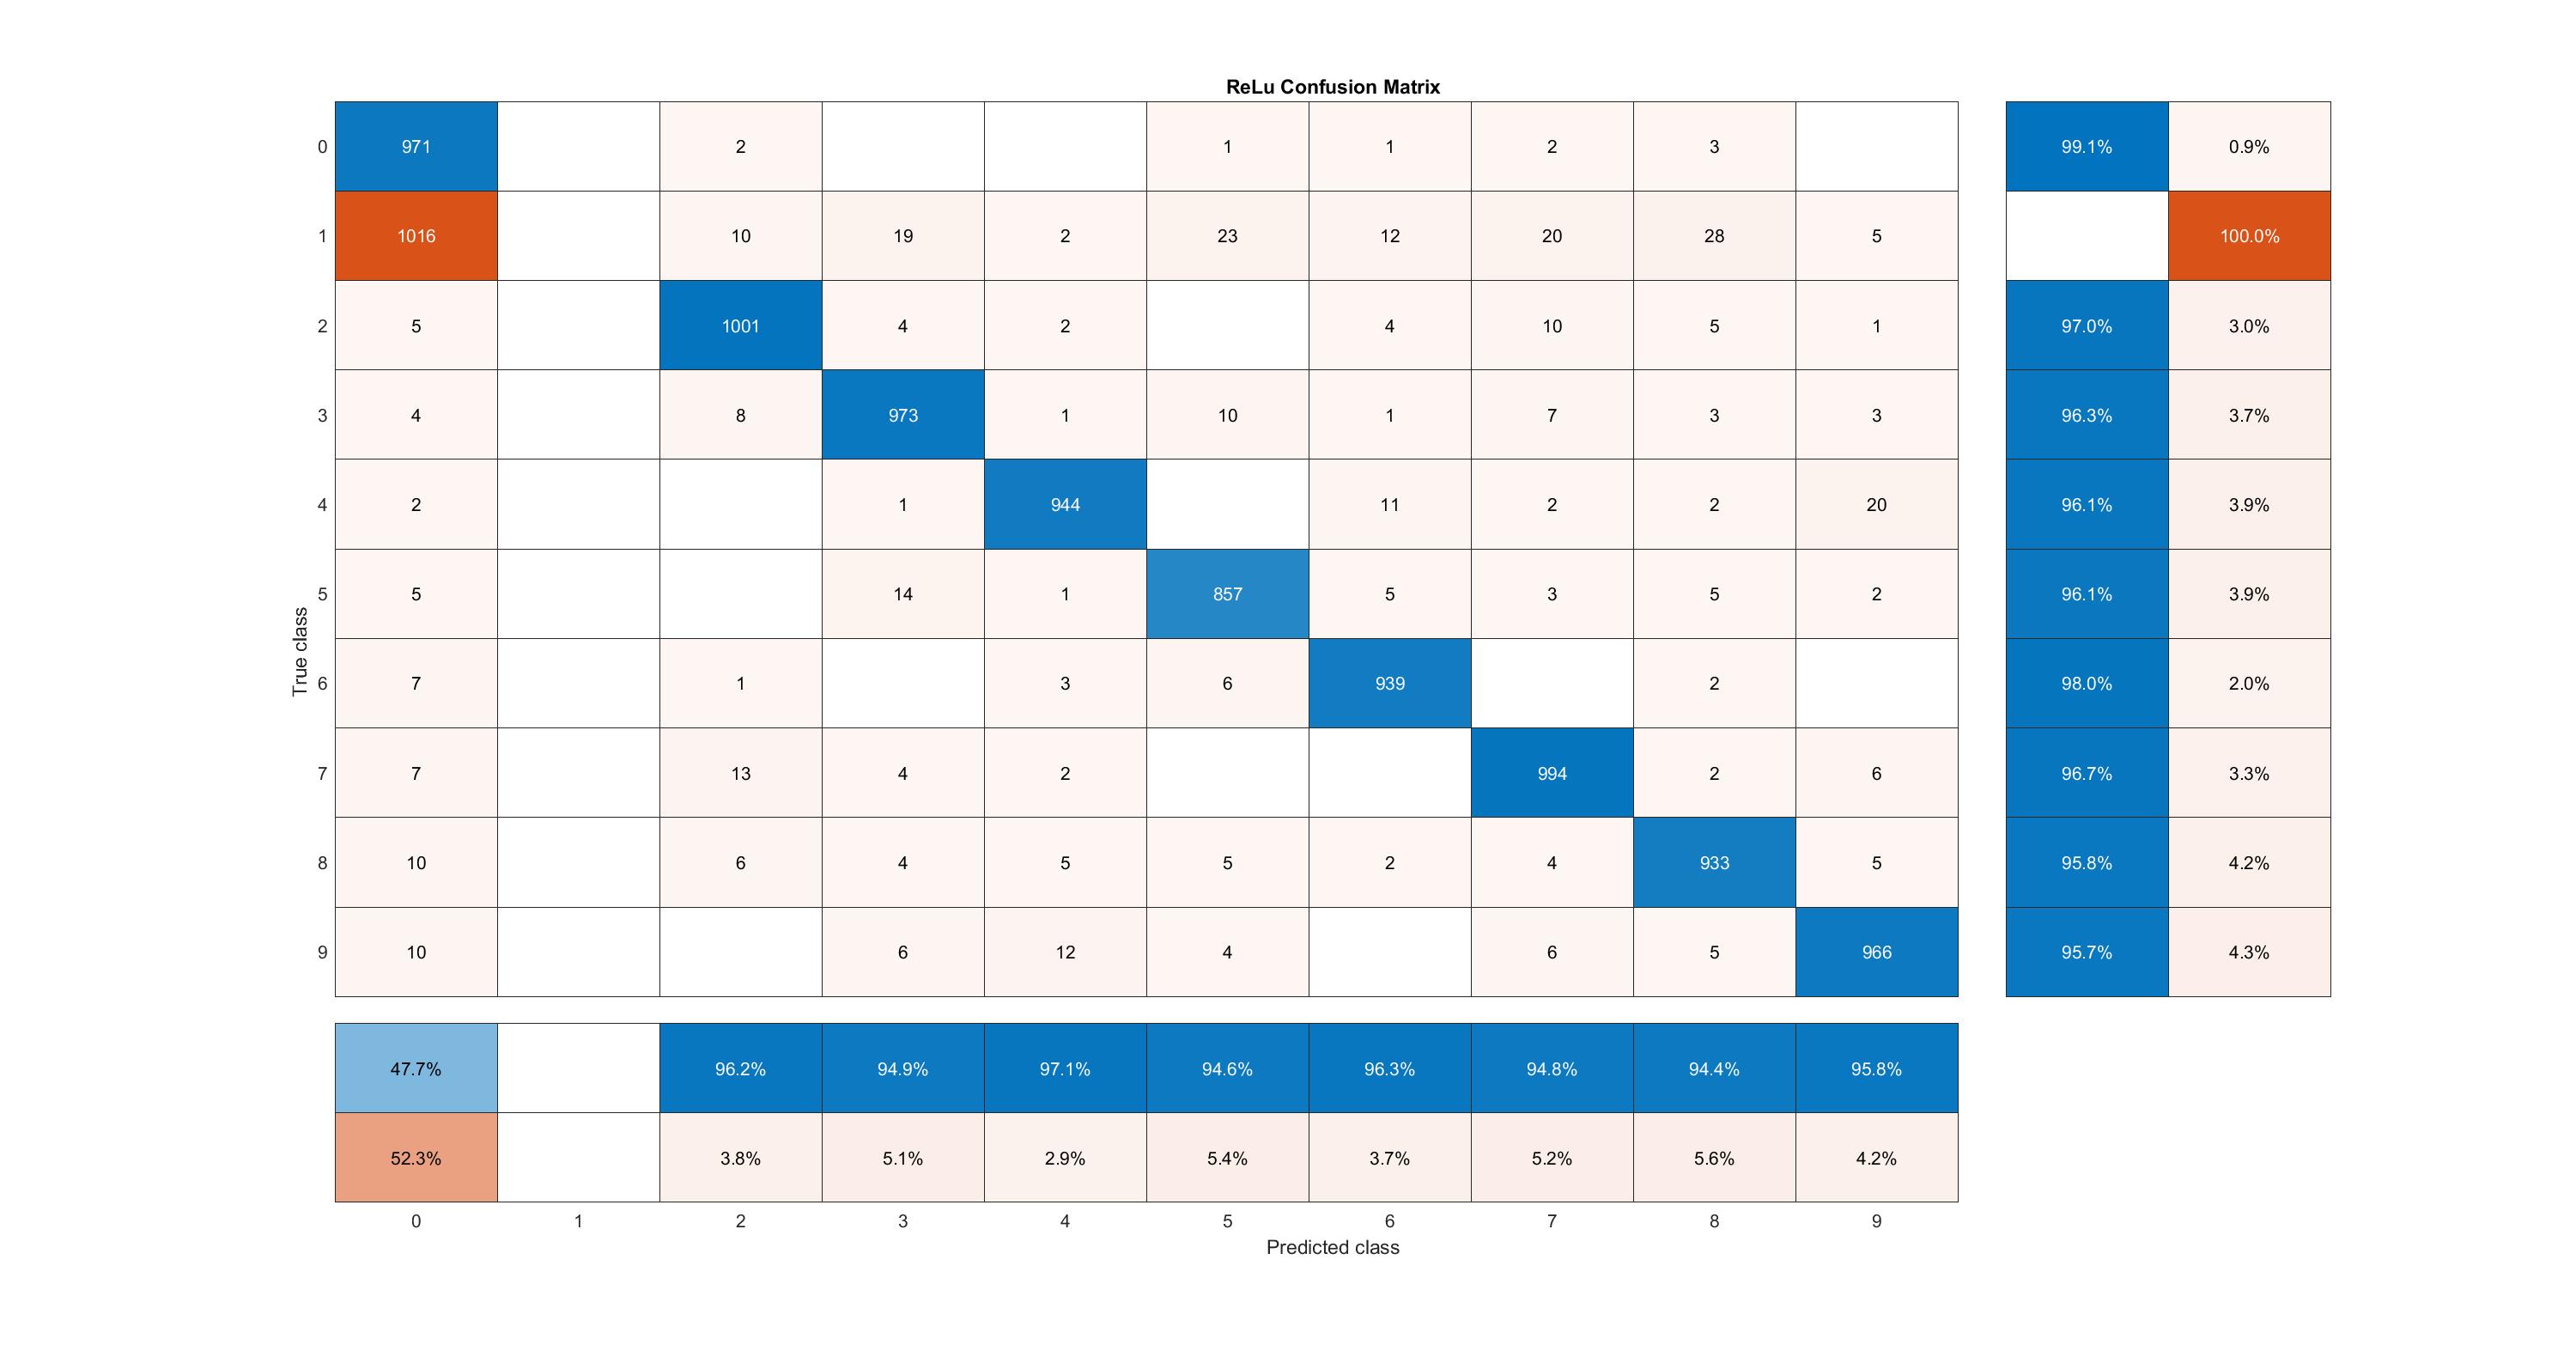 ReLu Confusion Matrix
0 971 2 1 1 2 3 99.1% 0.9%
1 1016 10 19 2 23 12 20 28 5 100.0%
2 5 1001 4 2 4 10 5 1 97.0% 3.0%
3 4 8 973 1 10 1 7 3 3 96.3% 3.7%
4 2 1 944 11 2 2 20 96.1% 3.9%
5 5 14 1 857 5 3 5 2 96.1% 3.9%
True class
6 7 1 3 6 939 2 98.0% 2.0%
7 7 13 4 2 994 2 6 96.7% 3.3%
8 10 6 4 5 5 2 4 933 5 95.8% 4.2%
9 10 6 12 4 6 5 966 95.7% 4.3%
47.7% 96.2% 94.9% 97.1% 94.6% 96.3% 94.8% 94.4% 95.8%
52.3% 3.8% 5.1% 2.9% 5.4% 3.7% 5.2% 5.6% 4.2%
0 1 2 3 4 5 6 7 8 9
Predicted class